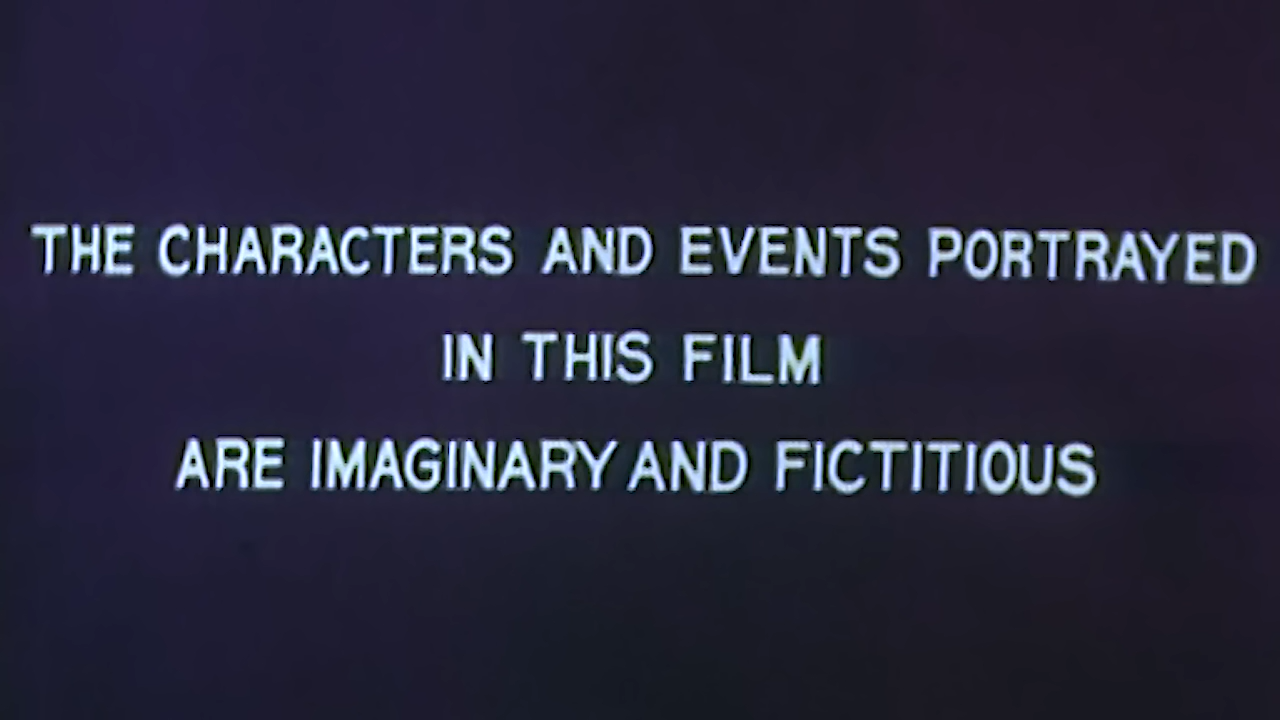 THE CHARACTERS AND EVENTS PORTRAYED
IN THIS FILM
ARE IMAGINARY AND FICTITIOUS